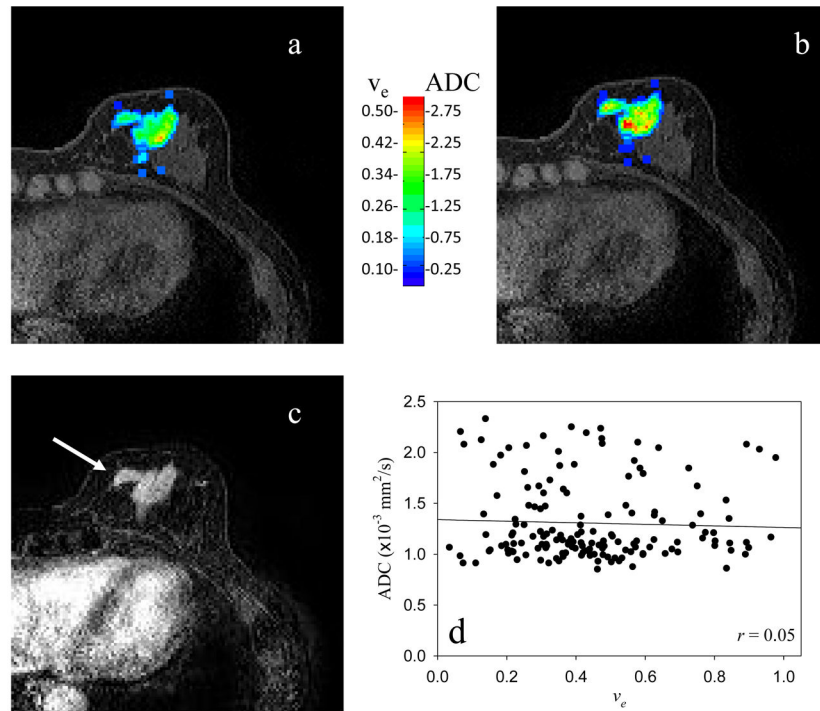 a
v_e ADC
0.50- -2.75
0.42 -2.25
0.34 -1.75
0.26 -1.25
0.18 -0.75
0.10- -0.25
b
c
2.5
2.0
1.5
1.0
0.5
0.0
ADC (x10⁻³ mm²/s)
d
r = 0.05
0.0 0.2 0.4 0.6 0.8 1.0
v_e